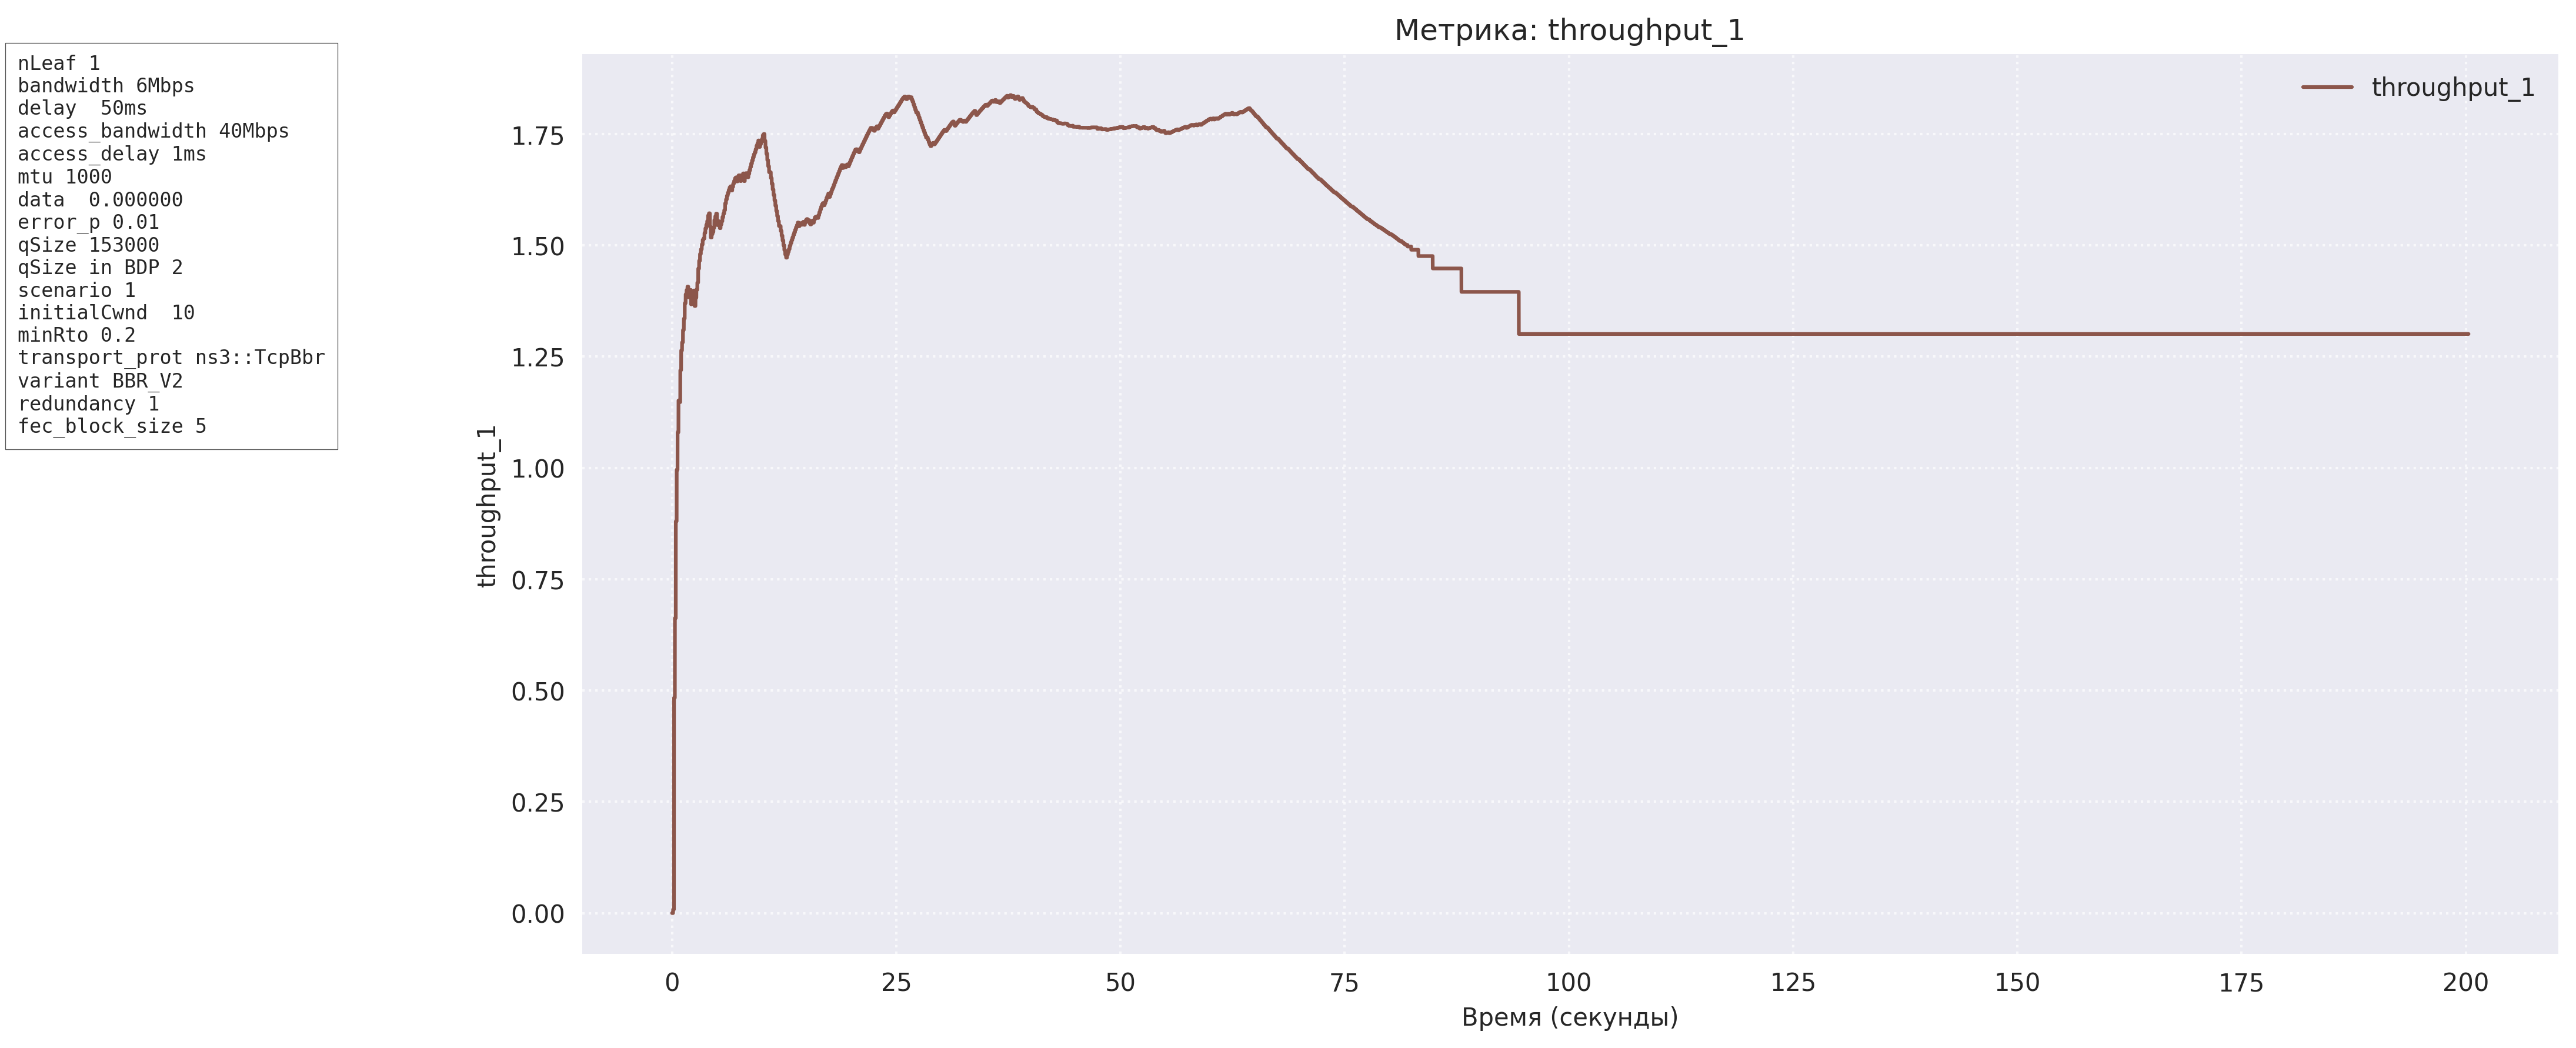 Метрика: throughput_1
nLeaf 1
bandwidth 6Mbps
delay  50ms
access_bandwidth 40Mbps
access_delay 1ms
mtu 1000
data  0.000000
error_p 0.01
qSize 153000
qSize in BDP 2
scenario 1
initialCwnd  10
minRto 0.2
transport_prot ns3::TcpBbr
variant BBR_V2
redundancy 1
fec_block_size 5
throughput_1
throughput_1
1.75
1.50
1.25
1.00
0.75
0.50
0.25
0.00
0 25 50 75 100 125 150 175 200
Время (секунды)